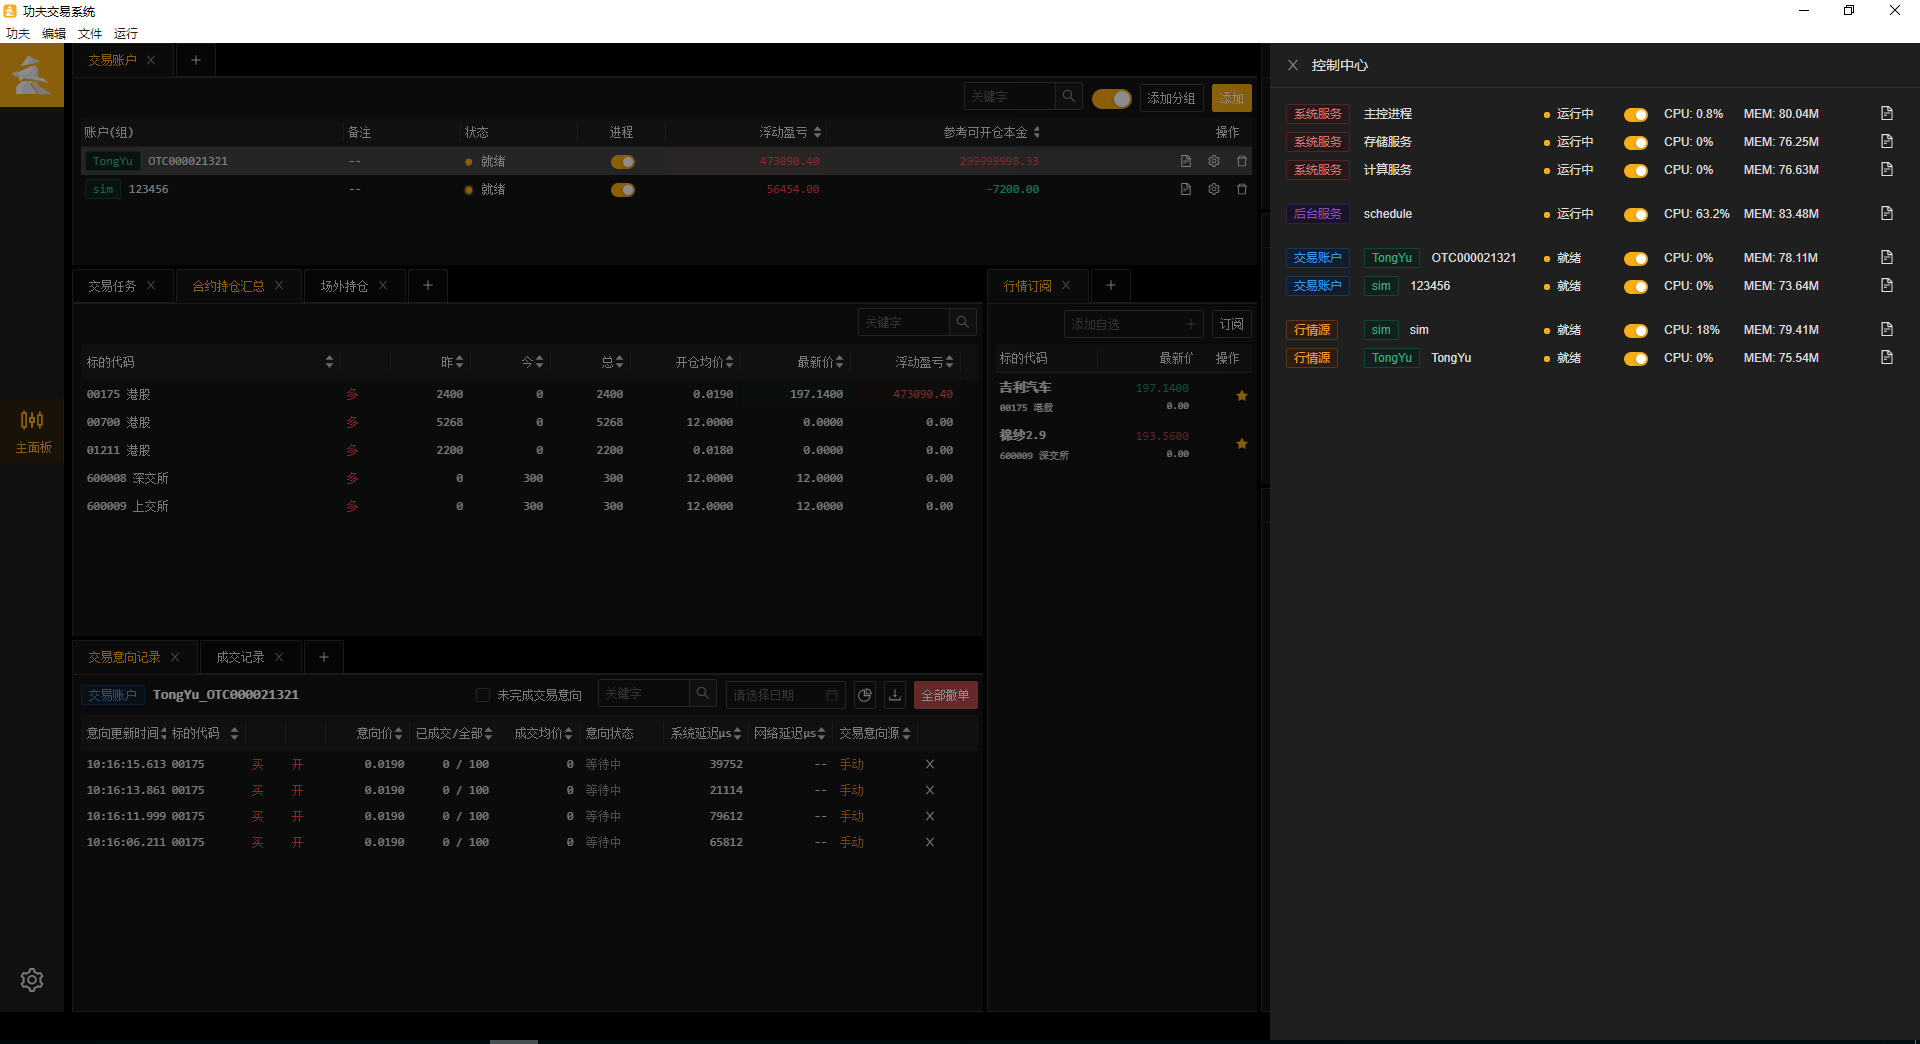 功夫交易系统
功夫 编辑 文件 运行
交易账户
关键字 添加分组 添加
账户(组) 备注 状态 进程 浮动盈亏 参考可开仓本金 操作
TongYu OTC000021321 -- 就绪 473090.40 299999998.33
sim 123456 -- 就绪 56454.00 -7200.00
交易任务 合约持仓汇总 场外持仓
关键字
标的代码 昨 今 总 开仓均价 最新价 浮动盈亏
00175 港股 多 2400 0 2400 0.0190 197.1400 473090.40
00700 港股 多 5268 0 5268 12.0000 0.0000 0.00
01211 港股 多 2200 0 2200 0.0180 0.0000 0.00
600008 深交所 多 0 300 300 12.0000 12.0000 0.00
600009 上交所 多 0 300 300 12.0000 12.0000 0.00
行情订阅
添加自选 订阅
标的代码 最新价 操作
吉利汽车 197.1400
00175 港股 0.00
棉纱2.9 193.5600
600009 深交所 0.00
主面板
交易意向记录 成交记录
交易账户 TongYu_OTC000021321 未完成交易意向 关键字 请选择日期 全部撤单
意向更新时间 标的代码 意向价 已成交/全部 成交均价 意向状态 系统延迟μs 网络延迟μs 交易意向源
10:16:15.613 00175 买 开 0.0190 0 / 100 0 等待中 39752 -- 手动
10:16:13.861 00175 买 开 0.0190 0 / 100 0 等待中 21114 -- 手动
10:16:11.999 00175 买 开 0.0190 0 / 100 0 等待中 79612 -- 手动
10:16:06.211 00175 买 开 0.0190 0 / 100 0 等待中 65812 -- 手动
控制中心
系统服务 主控进程 运行中 CPU: 0.8% MEM: 80.04M
系统服务 存储服务 运行中 CPU: 0% MEM: 76.25M
系统服务 计算服务 运行中 CPU: 0% MEM: 76.63M
后台服务 schedule 运行中 CPU: 63.2% MEM: 83.48M
交易账户 TongYu OTC000021321 就绪 CPU: 0% MEM: 78.11M
交易账户 sim 123456 就绪 CPU: 0% MEM: 73.64M
行情源 sim sim 就绪 CPU: 18% MEM: 79.41M
行情源 TongYu TongYu 就绪 CPU: 0% MEM: 75.54M